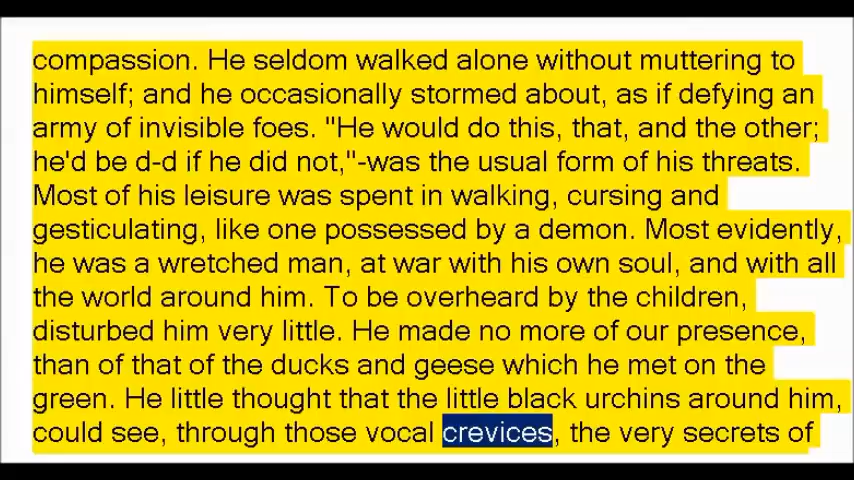 compassion. He seldom walked alone without muttering to
himself; and he occasionally stormed about, as if defying an
army of invisible foes. "He would do this, that, and the other;
he'd be d-d if he did not,"-was the usual form of his threats.
Most of his leisure was spent in walking, cursing and
gesticulating, like one possessed by a demon. Most evidently,
he was a wretched man, at war with his own soul, and with all
the world around him. To be overheard by the children,
disturbed him very little. He made no more of our presence,
than of that of the ducks and geese which he met on the
green. He little thought that the little black urchins around him,
could see, through those vocal crevices, the very secrets of